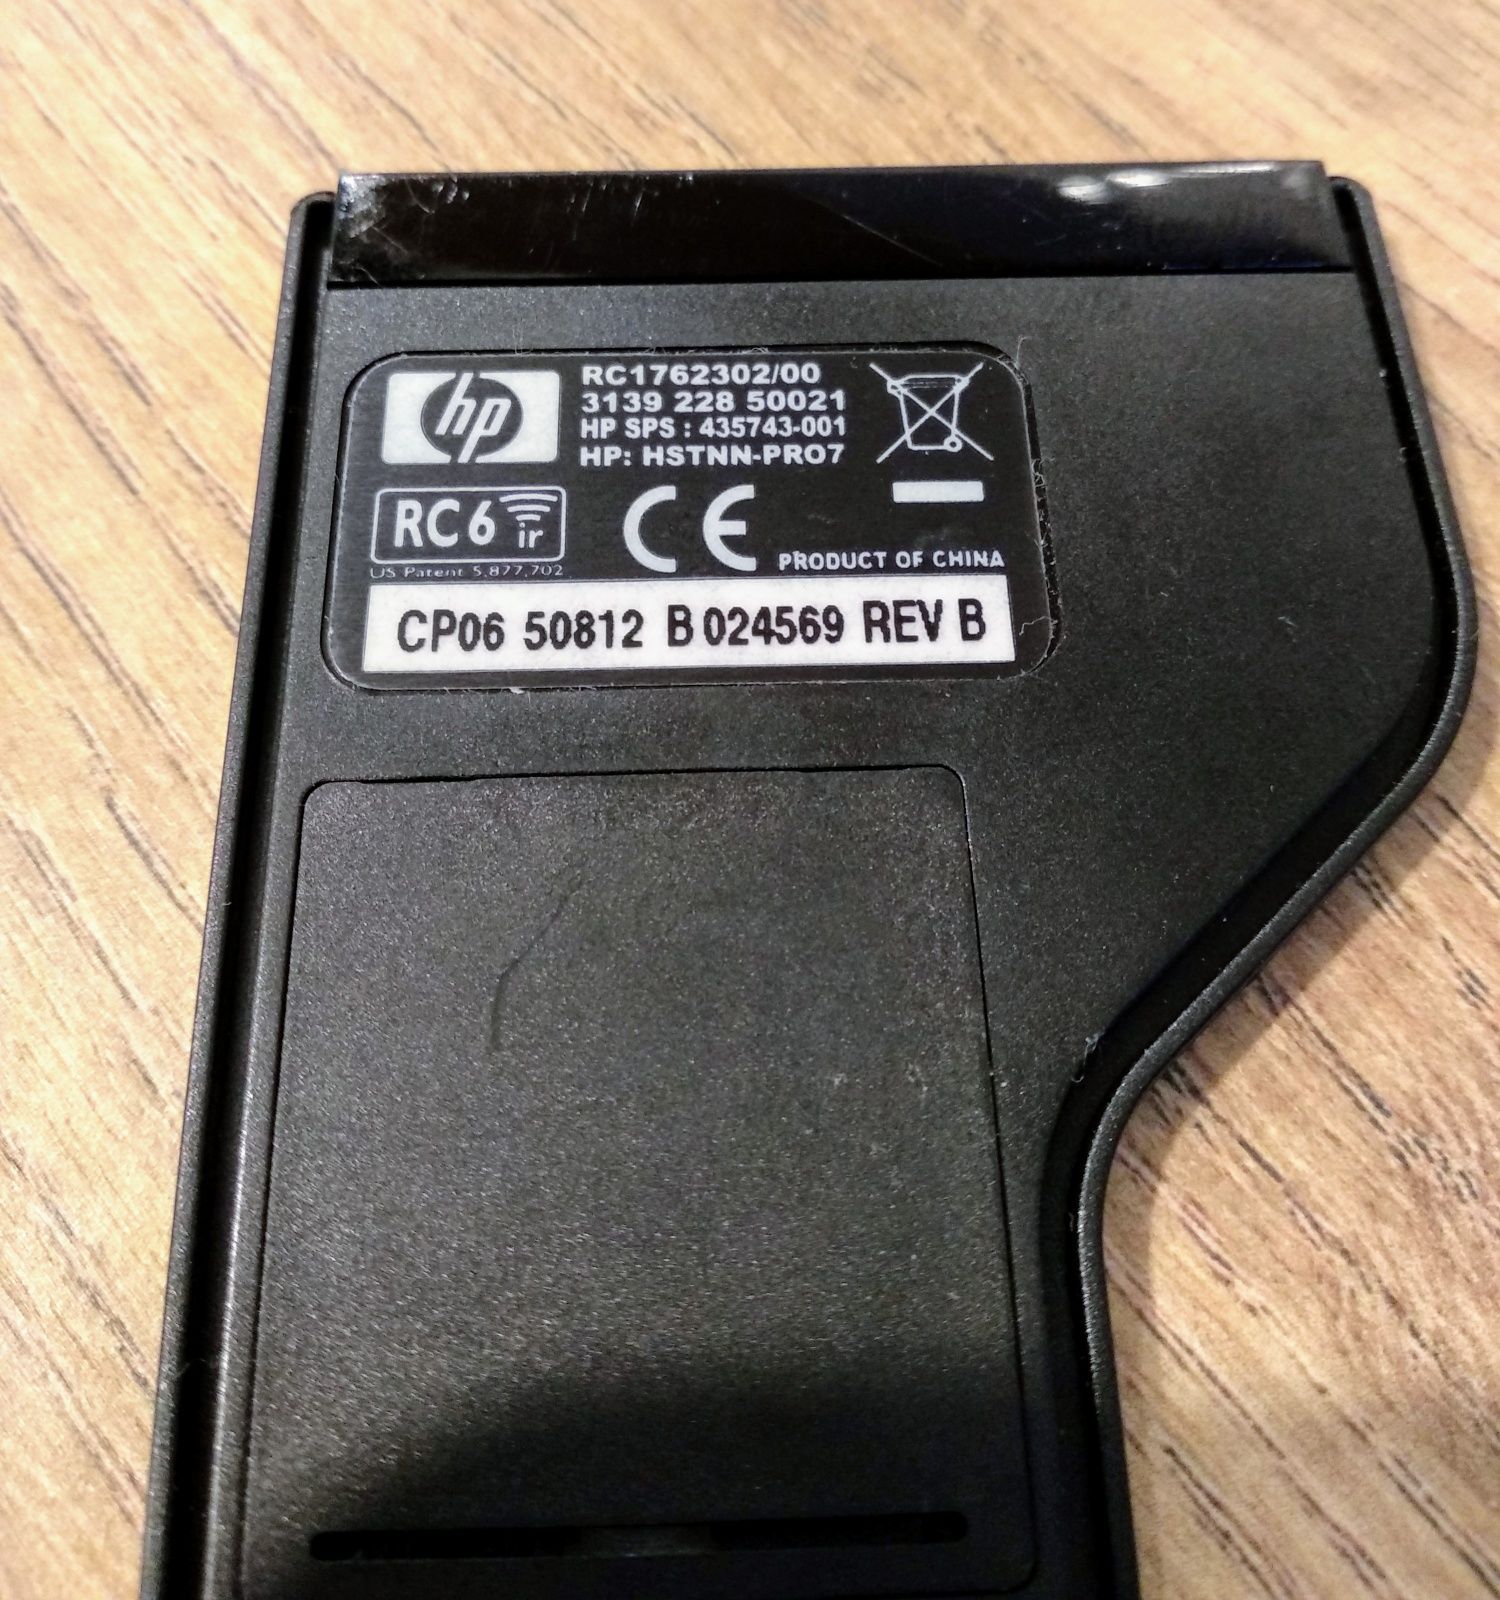 hp
RC1762302/00
3139 228 50021
HP SPS : 435743-001
HP: HSTNN-PRO7
RC6 ir
US Patent 5,877,702
CE
PRODUCT OF CHINA
CP06 50812 B 024569 REV B